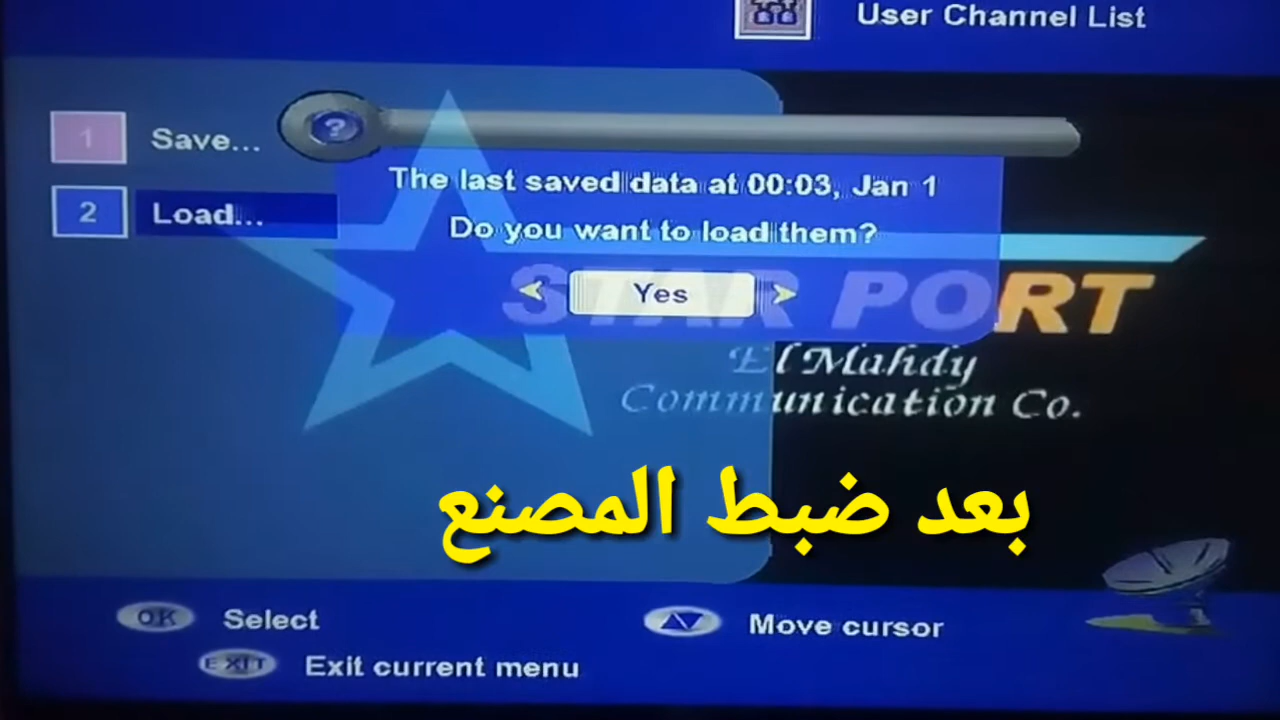 User Channel List
1 Save...
?
The last saved data at 00:03, Jan 1
2 Load...
Do you want to load them?
Yes
STAR PORT
El Mahdy
Communication Co.
بعد ضبط المصنع
OK Select
Move cursor
EXIT Exit current menu